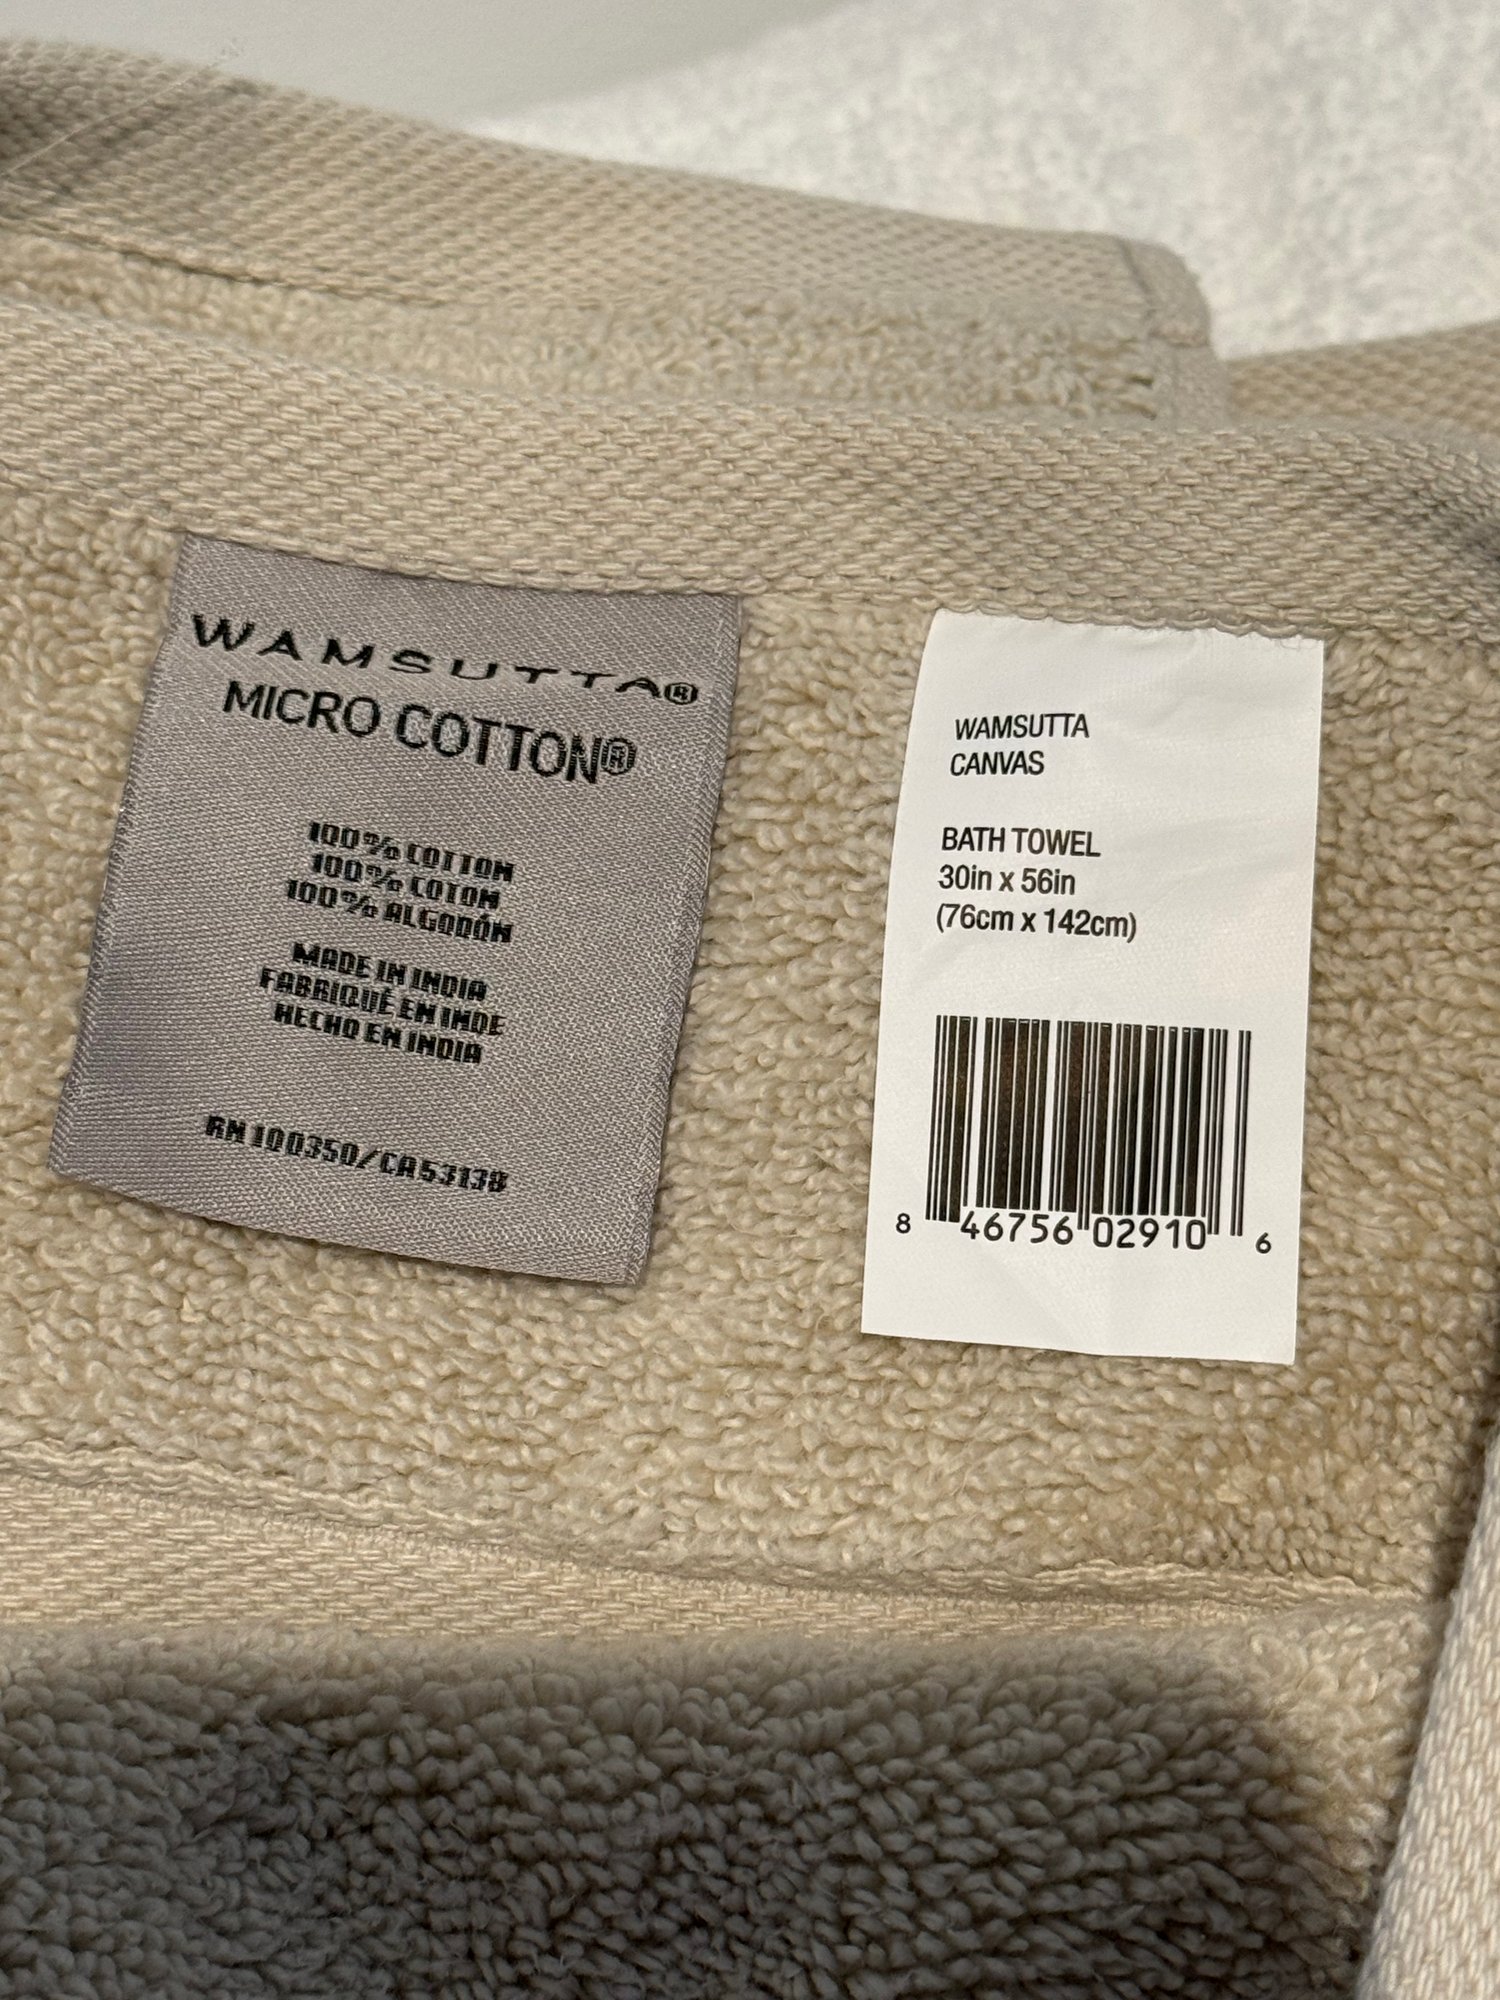 WAMSUTTA®
MICRO COTTON®
100% COTTON
100% COTON
100% ALGODÓN
MADE IN INDIA
FABRIQUÉ EN INDE
HECHO EN INDIA
RN 100350/CA53138
WAMSUTTA
CANVAS
BATH TOWEL
30in x 56in
(76cm x 142cm)
8 46756 02910 6